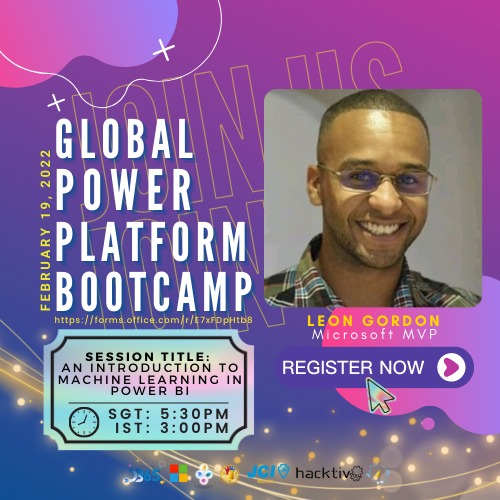 JOIN US
NOW
FEBRUARY 19, 2022
GLOBAL
POWER
PLATFORM
BOOTCAMP
https://forms.office.com/r/E7xFDpHtb8
SESSION TITLE:
AN INTRODUCTION TO
MACHINE LEARNING IN
POWER BI
SGT: 5:30PM
IST: 3:00PM
LEON GORDON
Microsoft MVP
REGISTER NOW
JCI
hacktiv